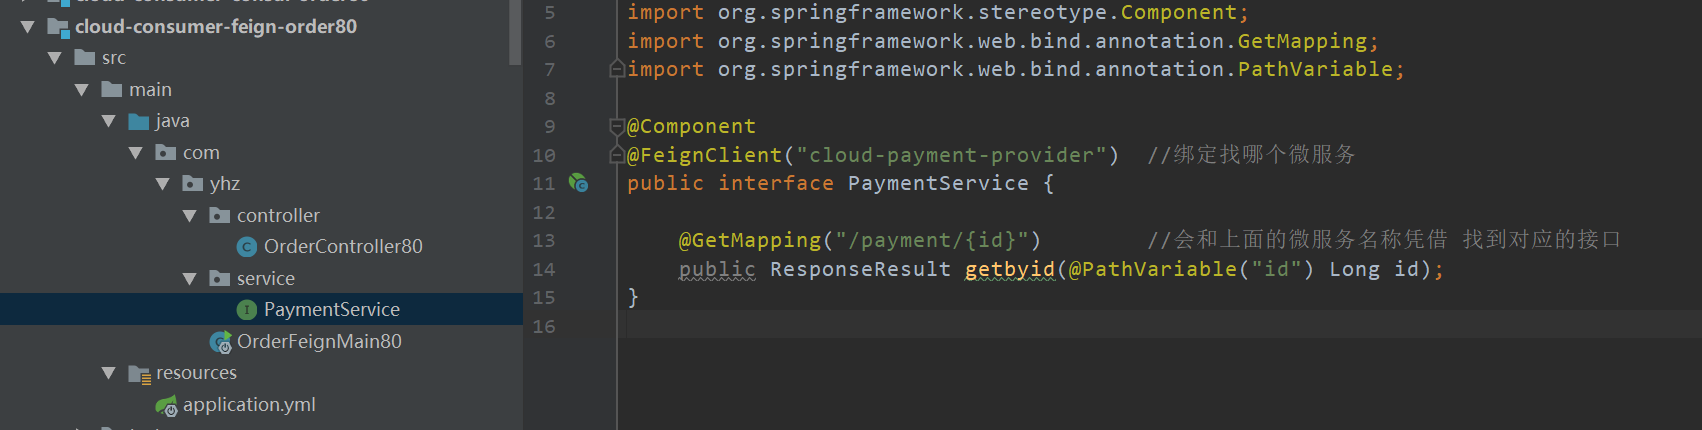 cloud-consumer-feign-order80
src
main
java
com
yhz
controller
OrderController80
service
PaymentService
OrderFeignMain80
resources
application.yml
5 import org.springframework.stereotype.Component;
6 import org.springframework.web.bind.annotation.GetMapping;
7 import org.springframework.web.bind.annotation.PathVariable;
8
9 @Component
10 @FeignClient("cloud-payment-provider") //绑定找哪个微服务
11 public interface PaymentService {
12
13 @GetMapping("/payment/{id}") //会和上面的微服务名称凭借 找到对应的接口
14 public ResponseResult getbyid(@PathVariable("id") Long id);
15 }
16